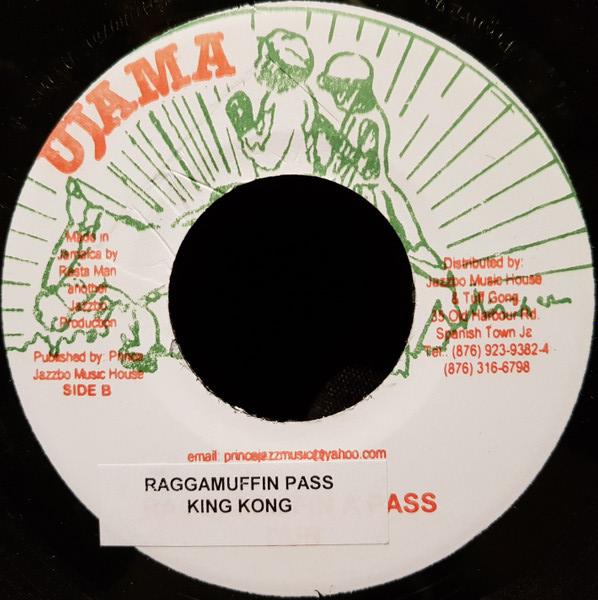 UJAMA
Made in
Jamaica by
Rasta Man
another
Jazzbo
Production
Published by: Prince
Jazzbo Music House
SIDE B
Distributed by:
Jazzbo Music House
& Tuff Gong
35 Old Harbour Rd.
Spanish Town Ja
Tel.: (876) 923-9382-4
(876) 316-6798
email: princejazzmusic@yahoo.com
RAGGAMUFFIN PASS
KING KONG
PASS